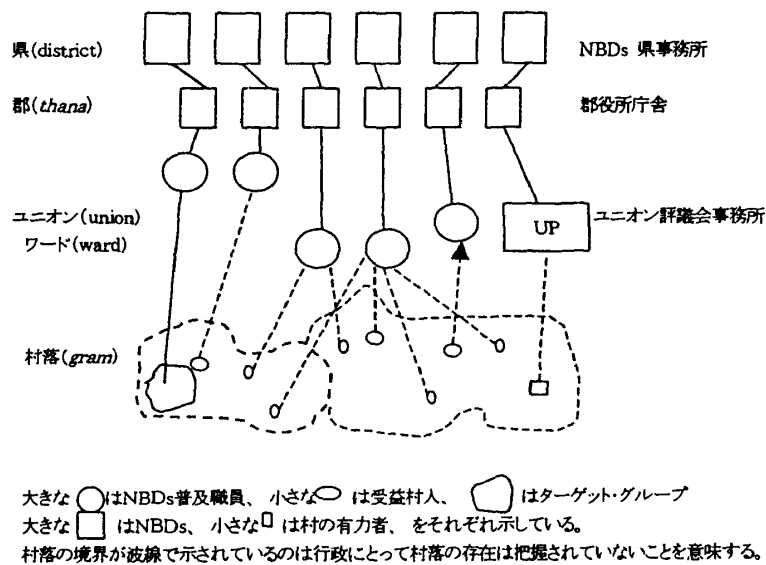 県(district)
NBDs 県事務所
郡(thana)
郡役所庁舎
ユニオン(union)
ワード(ward)
UP
ユニオン評議会事務所
村落(gram)
大きな はNBDs普及職員、 小さな は受益村人、 はターゲット・グループ
大きな はNBDs、 小さな は村の有力者、 をそれぞれ示している。
村落の境界が波線で示されているのは行政にとって村落の存在は把握されていないことを意味する。